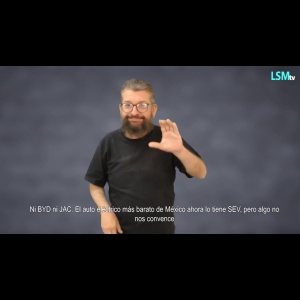 LSMtv
Ni BYD ni JAC. El auto eléctrico más barato de México ahora lo tiene SEV, pero algo no
nos convence